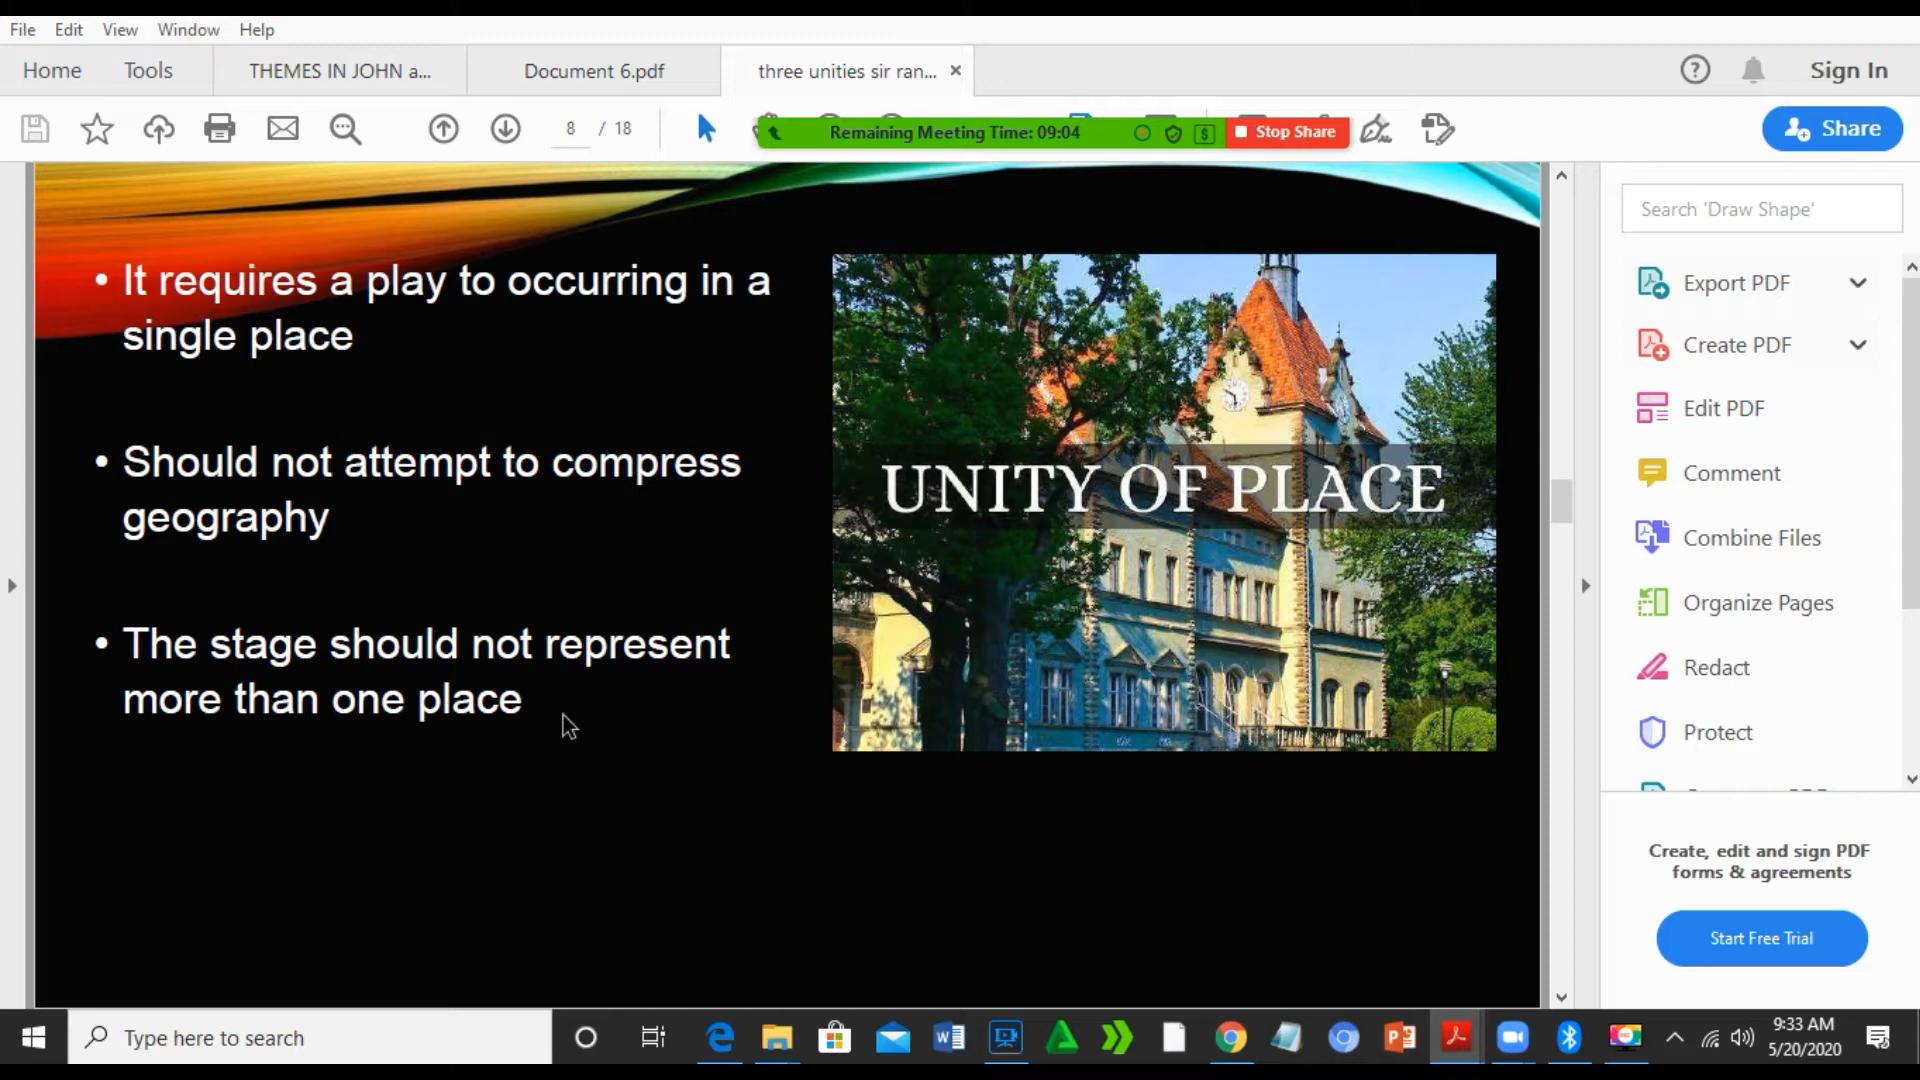 File Edit View Window Help
Home Tools THEMES IN JOHN a... Document 6.pdf three unities sir ran... Sign In
8 / 18 Remaining Meeting Time: 09:04 Stop Share Share
Search 'Draw Shape'
• It requires a play to occurring in a
single place
• Should not attempt to compress
geography
• The stage should not represent
more than one place
UNITY OF PLACE
Export PDF
Create PDF
Edit PDF
Comment
Combine Files
Organize Pages
Redact
Protect
Create, edit and sign PDF
forms & agreements
Start Free Trial
Type here to search
9:33 AM
5/20/2020